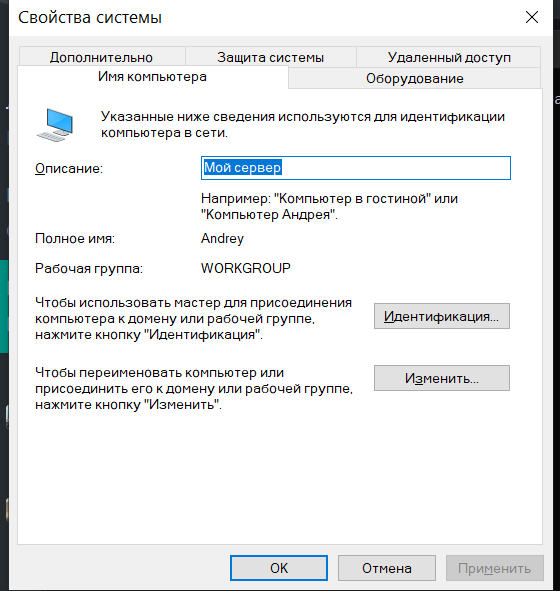 Свойства системы
Дополнительно
Защита системы
Удаленный доступ
Имя компьютера
Оборудование
Указанные ниже сведения используются для идентификации
компьютера в сети.
Описание:
Мой сервер
Например: "Компьютер в гостиной" или
"Компьютер Андрея".
Полное имя:
Andrey
Рабочая группа:
WORKGROUP
Чтобы использовать мастер для присоединения
компьютера к домену или рабочей группе,
нажмите кнопку "Идентификация".
Идентификация...
Чтобы переименовать компьютер или
присоединить его к домену или рабочей группе,
нажмите кнопку "Изменить".
Изменить...
OK
Отмена
Применить